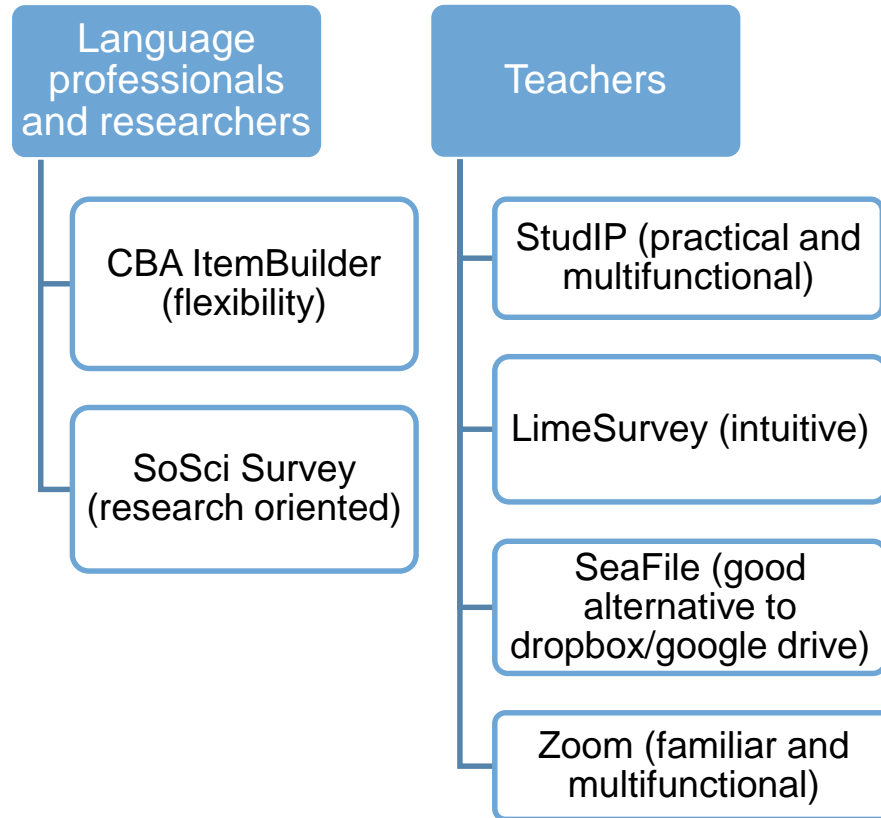 Language
professionals
and researchers
CBA ItemBuilder
(flexibility)
SoSci Survey
(research oriented)
Teachers
StudIP (practical and
multifunctional)
LimeSurvey (intuitive)
SeaFile (good
alternative to
dropbox/google drive)
Zoom (familiar and
multifunctional)